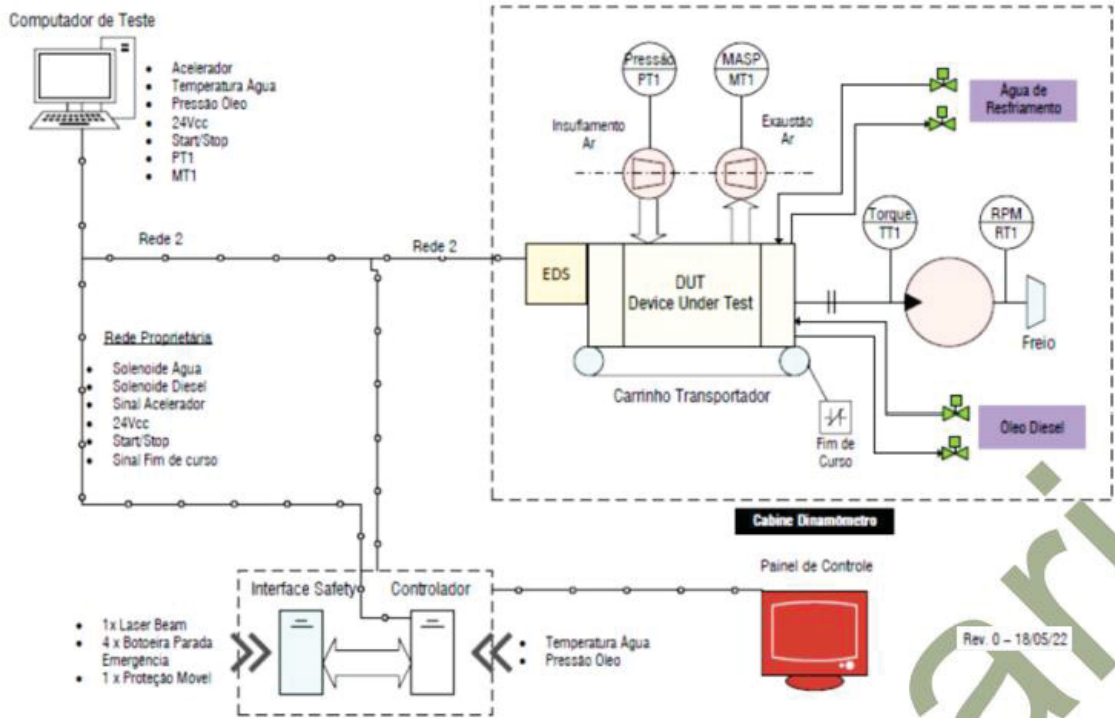 Computador de Teste
• Acelerador
• Temperatura Água
• Pressão Oleo
• 24Vcc
• Start/Stop
• PT1
• MT1
Rede 2
Rede 2
Rede Proprietária
• Solenoide Agua
• Solenoide Diesel
• Sinal Acelerador
• 24Vcc
• Start/Stop
• Sinal Fim de curso
Pressão
PT1
MASP
MT1
Insuflamento
Ar
Exaustão
Ar
Água de
Resfriamento
Torque
TT1
RPM
RT1
EDS
DUT
Device Under Test
Freio
Carrinho Transportador
Fim de
Curso
Oleo Diesel
Cabine Dinamômetro
Interface Safety
Controlador
• 1x Laser Beam
• 4 x Botoeira Parada
Emergência
• 1 x Proteção Movel
• Temperatura Agua
• Pressão Oleo
Painel de Controle
Rev. 0 – 18/05/22